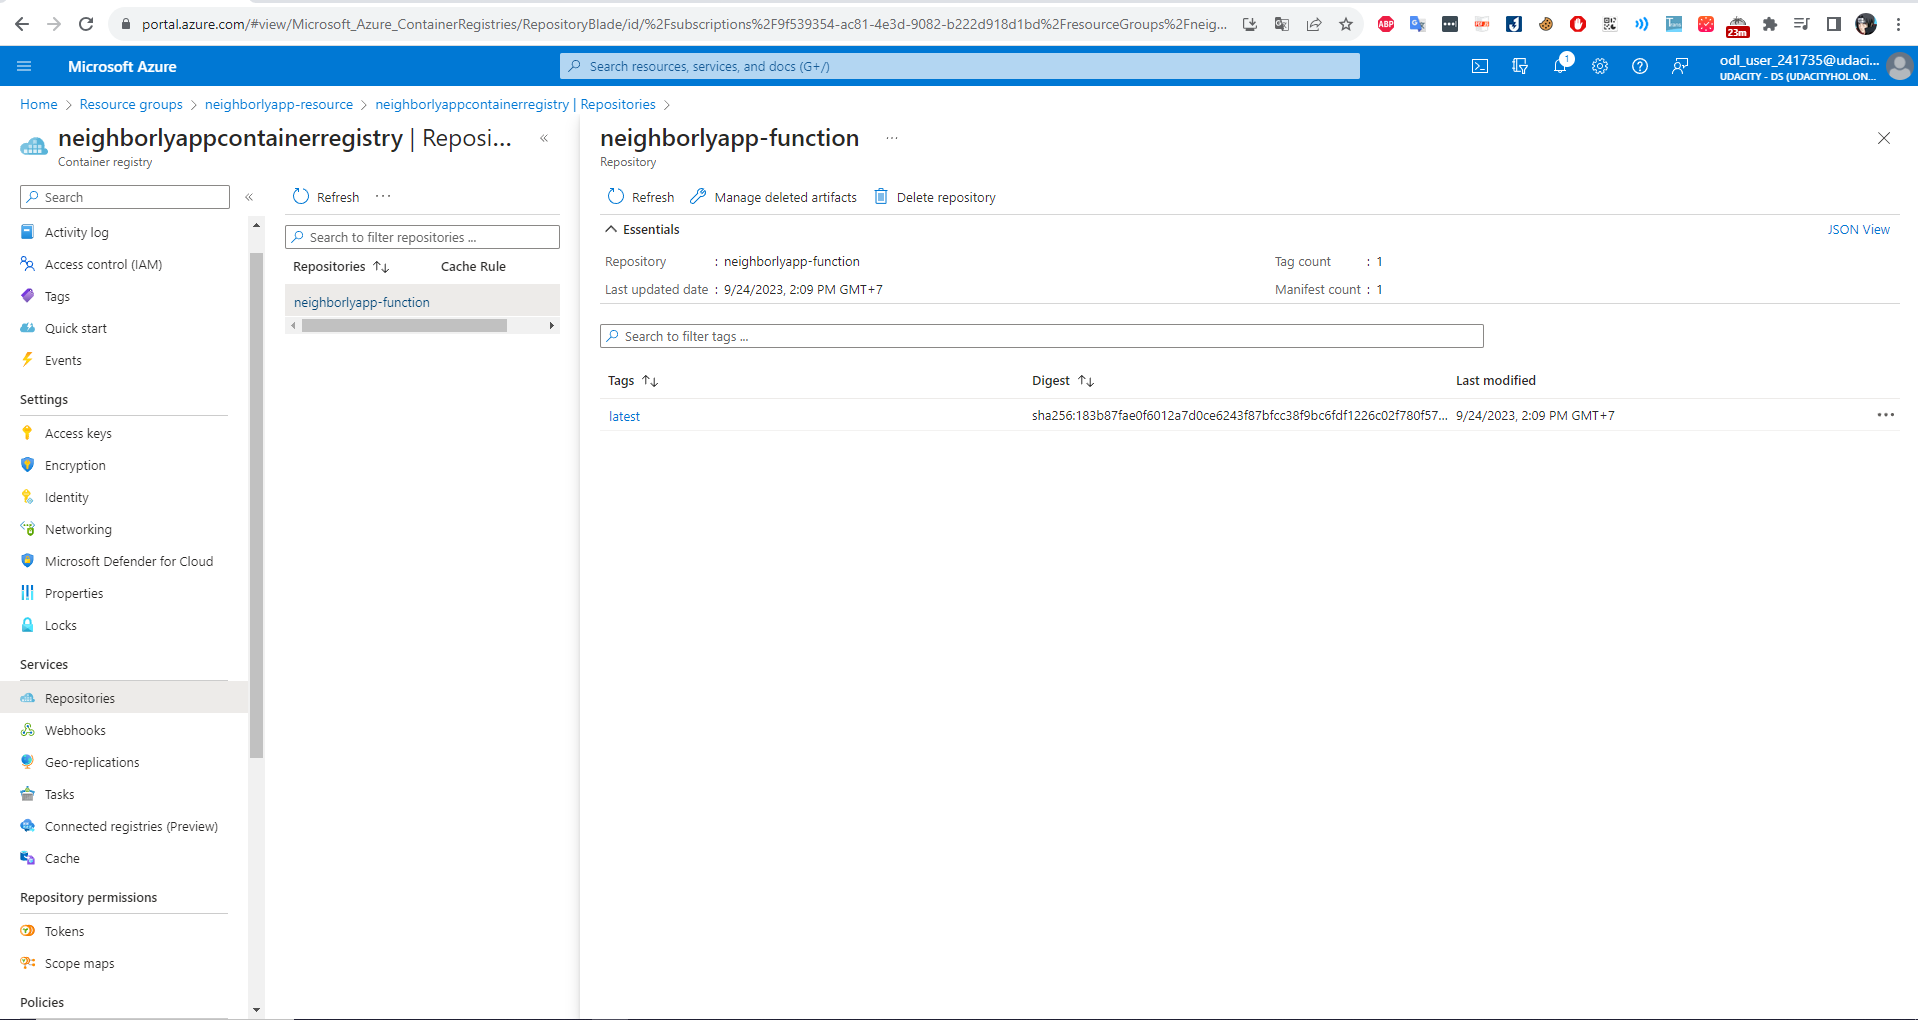 portal.azure.com/#view/Microsoft_Azure_ContainerRegistries/RepositoryBlade/id/%2Fsubscriptions%2F9f539354-ac81-4e3d-9082-b222d918d1bd%2FresourceGroups%2Fneig...
ABP
23m
Microsoft Azure
Search resources, services, and docs (G+/)
1
odl_user_241735@udaci...
UDACITY - DS (UDACITYHOL.ON...
Home > Resource groups > neighborlyapp-resource > neighborlyappcontainerregistry | Repositories >
neighborlyappcontainerregistry | Reposi...
Container registry
Search
Activity log
Access control (IAM)
Tags
Quick start
Events
Settings
Access keys
Encryption
Identity
Networking
Microsoft Defender for Cloud
Properties
Locks
Services
Repositories
Webhooks
Geo-replications
Tasks
Connected registries (Preview)
Cache
Repository permissions
Tokens
Scope maps
Policies
Refresh ...
Search to filter repositories ...
Repositories Cache Rule
neighborlyapp-function
neighborlyapp-function ...
Repository
Refresh Manage deleted artifacts Delete repository
Essentials JSON View
Repository : neighborlyapp-function Tag count : 1
Last updated date : 9/24/2023, 2:09 PM GMT+7 Manifest count : 1
Search to filter tags ...
Tags Digest Last modified
latest sha256:183b87fae0f6012a7d0ce6243f87bfcc38f9bc6fdf1226c02f780f57... 9/24/2023, 2:09 PM GMT+7 ...